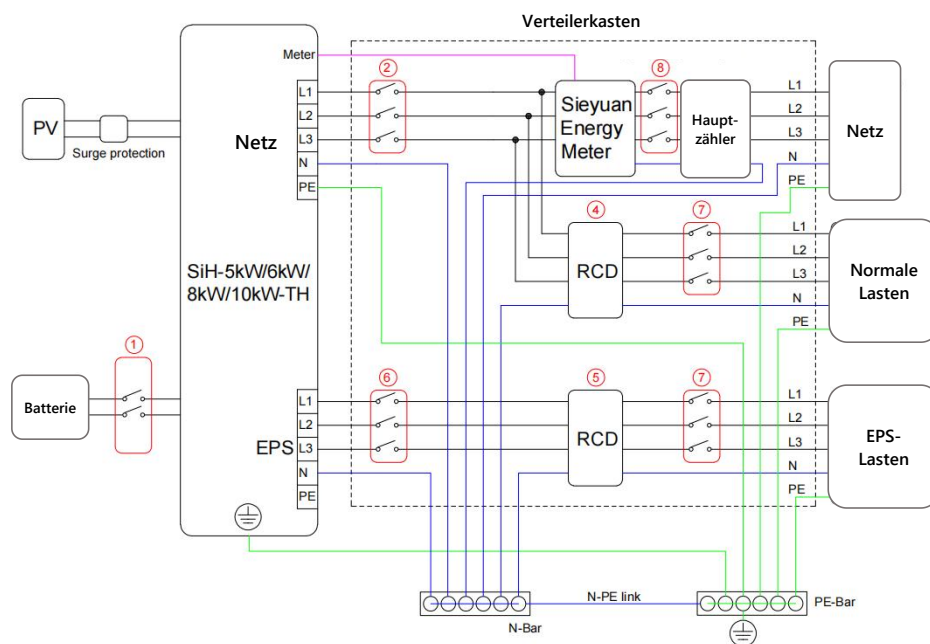 Verteilerkasten
Meter
②
⑧
L1
L2
L3
N
PE
Netz
PV
Surge protection
Sieyuan
Energy
Meter
Haupt-
zähler
L1
L2
L3
N
PE
Netz
④
⑦
RCD
L1
L2
L3
N
PE
Normale
Lasten
SiH-5kW/6kW/
8kW/10kW-TH
①
Batterie
⑥
⑤
⑦
L1
L2
L3
N
PE
EPS
RCD
L1
L2
L3
N
PE
EPS-
Lasten
N-PE link
N-Bar
PE-Bar